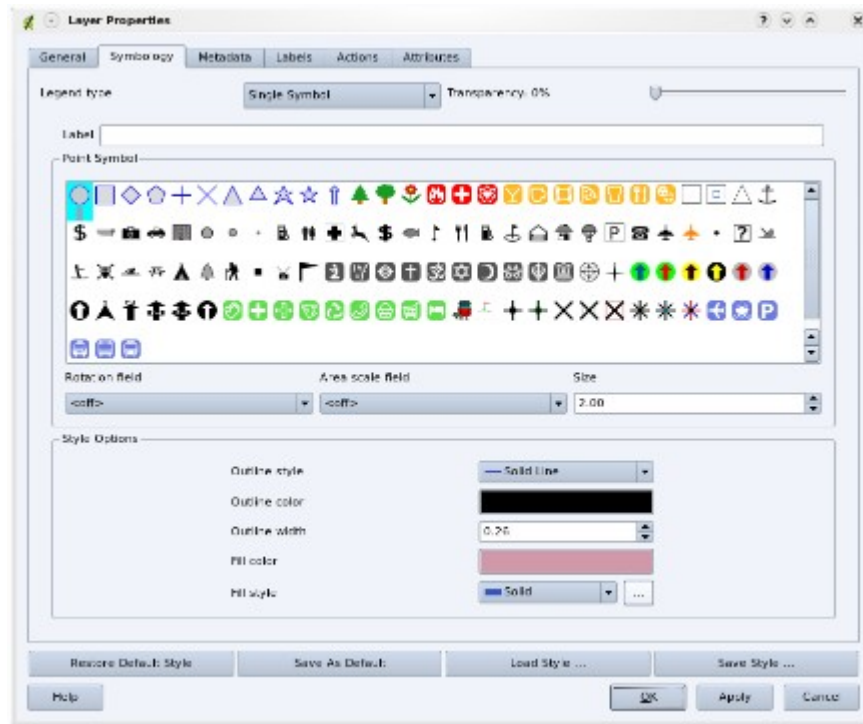 Layer Properties
General Symbology Metadata Labels Actions Attributes
Legend type Single Symbol Transparency: 0%
Label
Point Symbol
Rotation field Area scale field Size
<off> <off> 2.00
Style Options
Outline style Solid Line
Outline color
Outline width 0.26
Fill color
Fill style Solid ...
Restore Default Style Save As Default Load Style ... Save Style ...
Help OK Apply Cancel